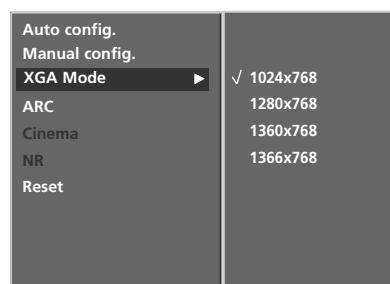 Auto config.
Manual config.
XGA Mode
ARC
Cinema
NR
Reset
1024x768
1280x768
1360x768
1366x768